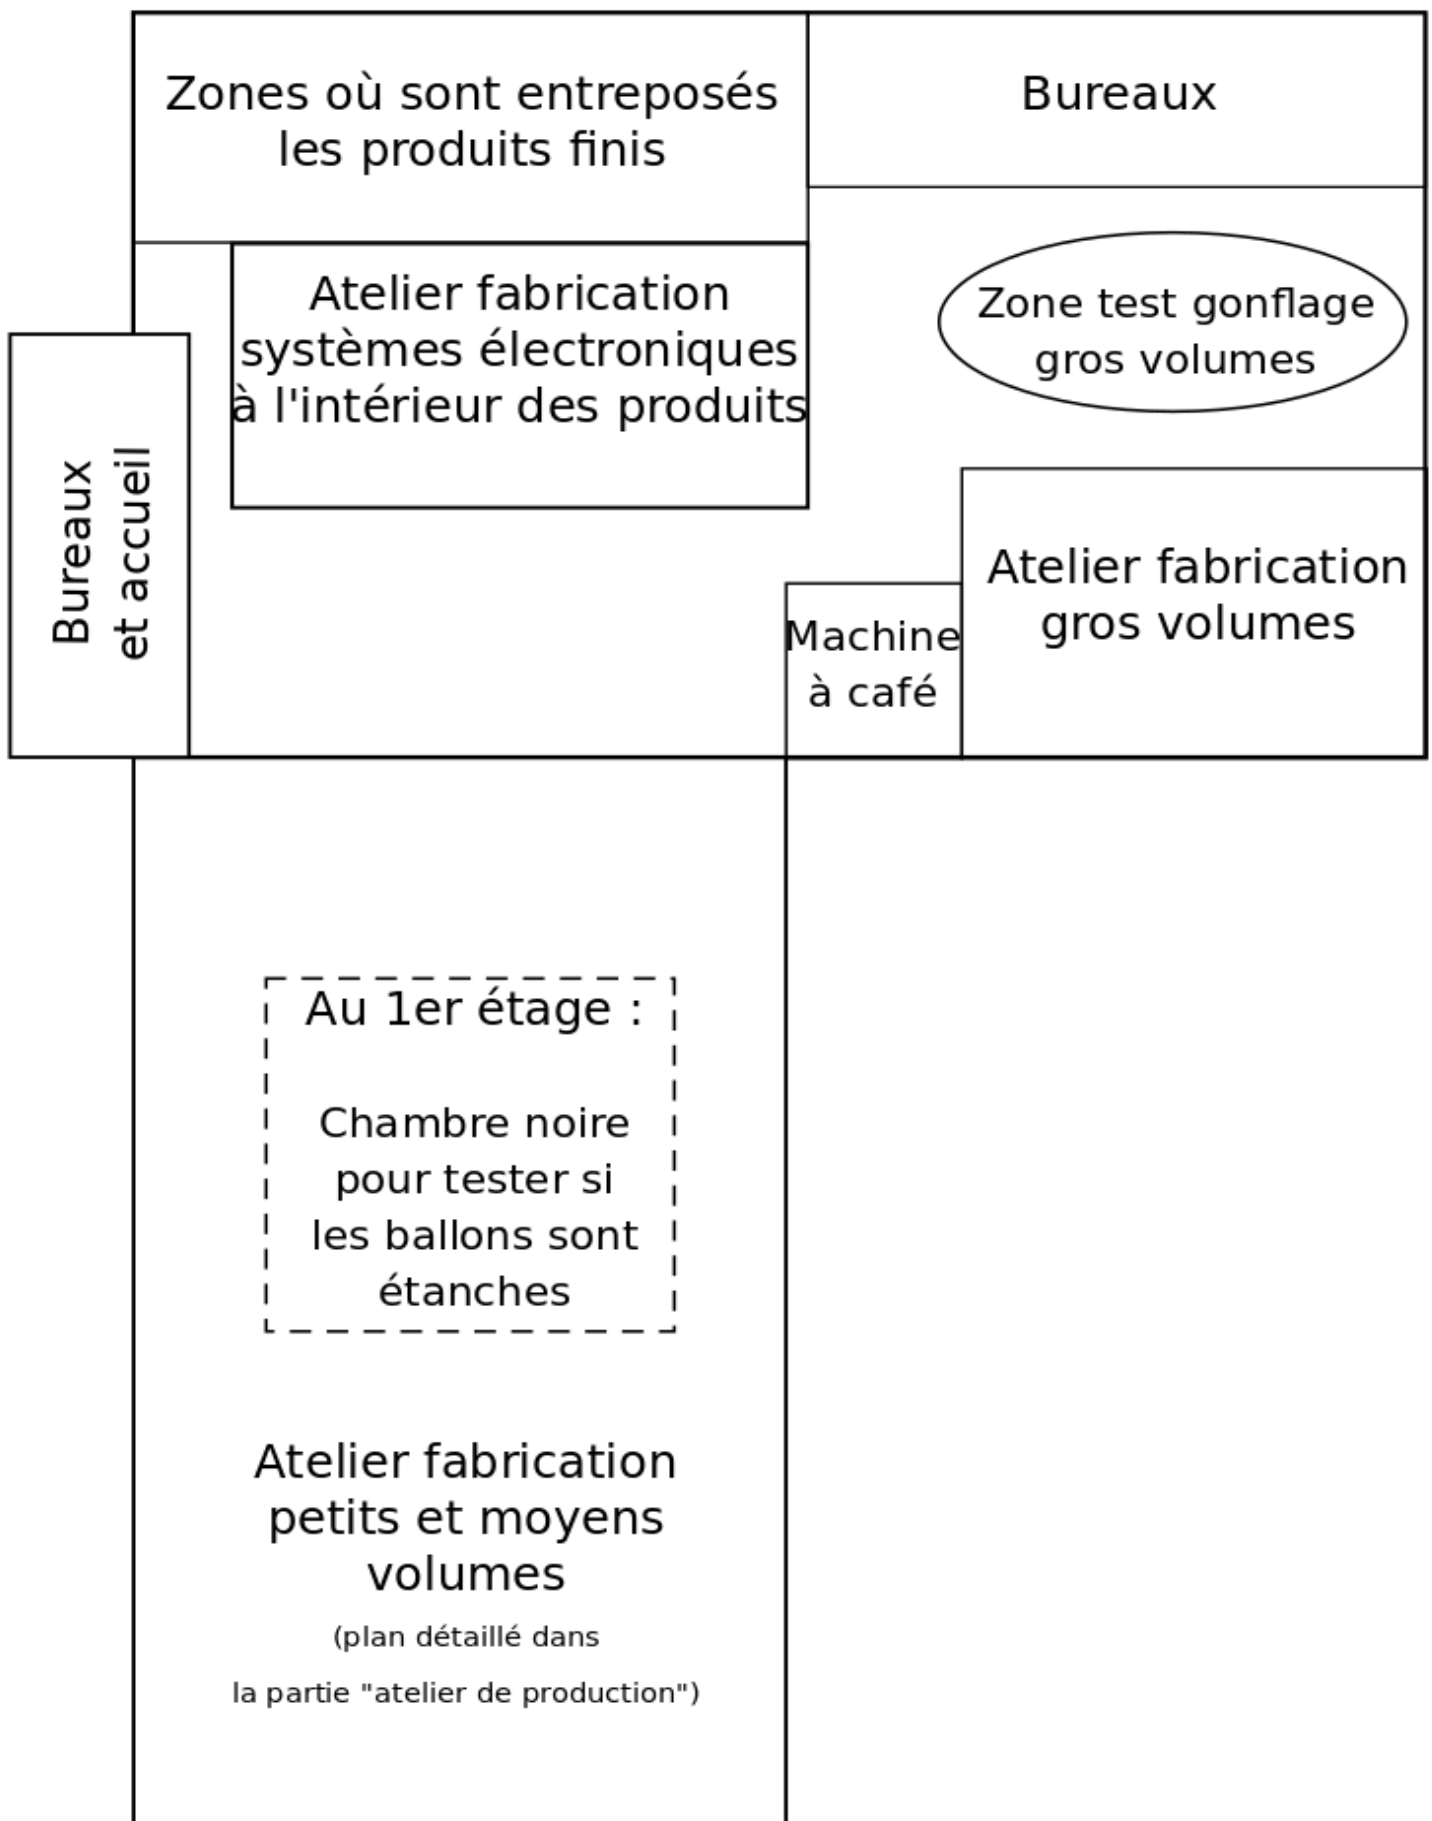 Zones où sont entreposés
les produits finis
Bureaux
Atelier fabrication
systèmes électroniques
à l'intérieur des produits
Zone test gonflage
gros volumes
Bureaux
et accueil
Atelier fabrication
gros volumes
Machine
à café
Au 1er étage :
Chambre noire
pour tester si
les ballons sont
étanches
Atelier fabrication
petits et moyens
volumes
(plan détaillé dans
la partie "atelier de production")